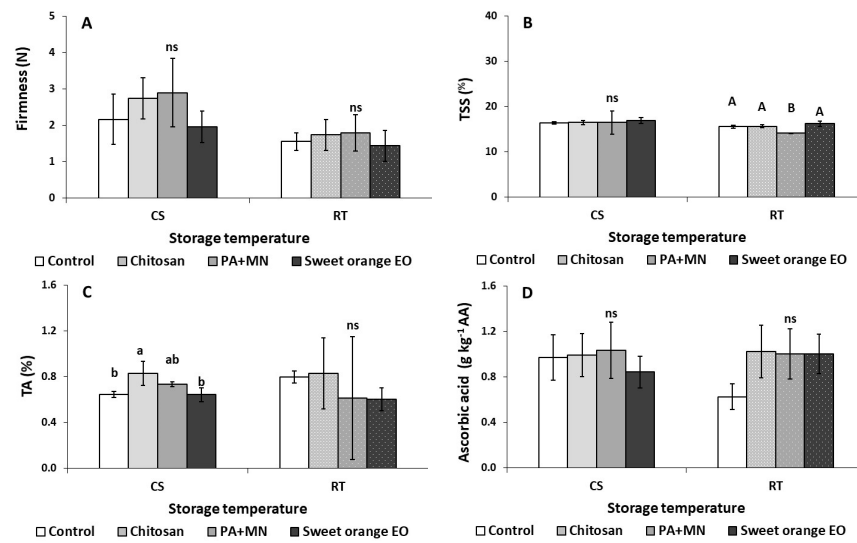 A
Firmness (N)
5
4
3
2
1
0
ns
ns
CS
RT
Storage temperature
Control
Chitosan
PA+MN
Sweet orange EO
B
TSS (%)
40
30
20
10
0
ns
A
A
B
A
CS
RT
Storage temperature
Control
Chitosan
PA+MN
Sweet orange EO
C
TA (%)
1.6
1.2
0.8
0.4
0.0
b
a
ab
b
ns
CS
RT
Storage temperature
Control
Chitosan
PA+MN
Sweet orange EO
D
Ascorbic acid (g kg⁻¹ AA)
1.6
1.2
0.8
0.4
0.0
ns
ns
CS
RT
Storage temperature
Control
Chitosan
PA+MN
Sweet orange EO